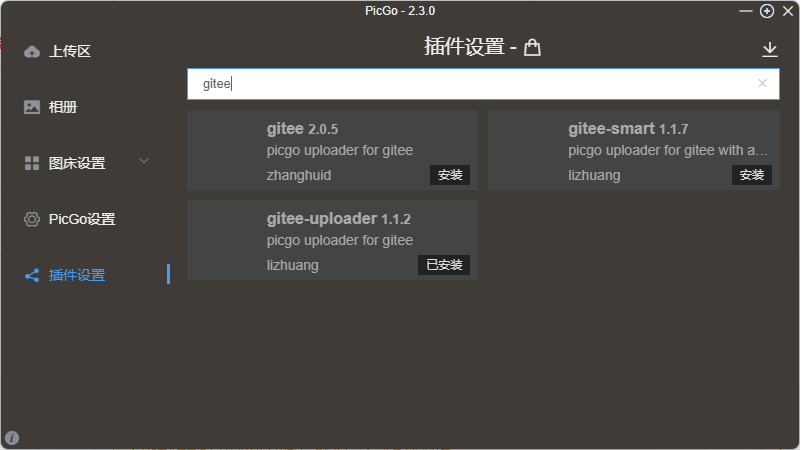 PicGo - 2.3.0
上传区
相册
图床设置
PicGo设置
插件设置
插件设置 -
gitee
gitee 2.0.5
picgo uploader for gitee
zhanghuid
安装
gitee-smart 1.1.7
picgo uploader for gitee with a...
lizhuang
安装
gitee-uploader 1.1.2
picgo uploader for gitee
lizhuang
已安装